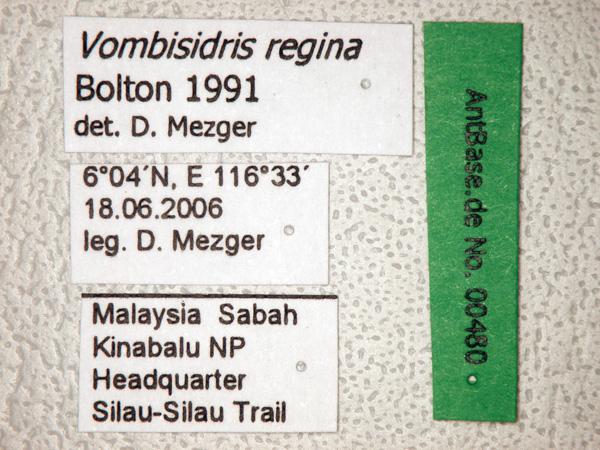 Vombisidris regina
Bolton 1991
det. D. Mezger
6°04´N, E 116°33´
18.06.2006
leg. D. Mezger
Malaysia Sabah
Kinabalu NP
Headquarter
Silau-Silau Trail
AntBase.de No. 00480